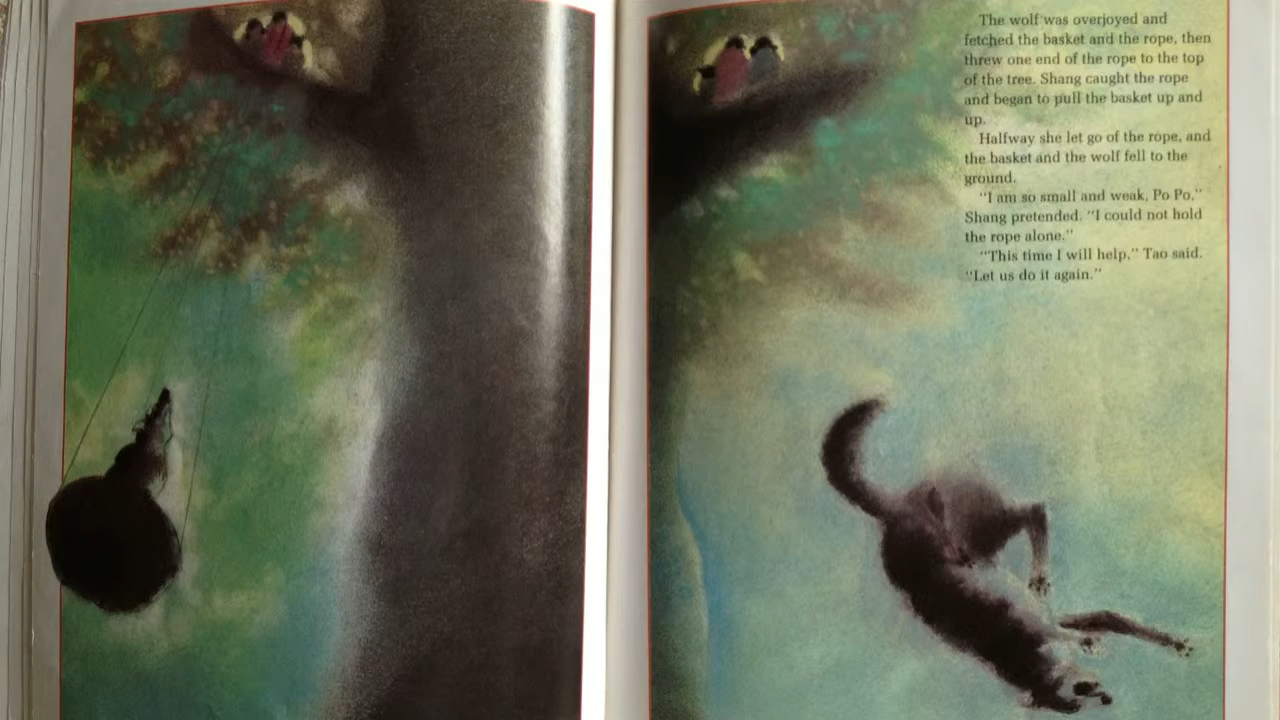 The wolf was overjoyed and
fetched the basket and the rope, then
threw one end of the rope to the top
of the tree. Shang caught the rope
and began to pull the basket up and
up.
Halfway she let go of the rope, and
the basket and the wolf fell to the
ground.
"I am so small and weak, Po Po,"
Shang pretended. "I could not hold
the rope alone."
"This time I will help," Tao said.
"Let us do it again."